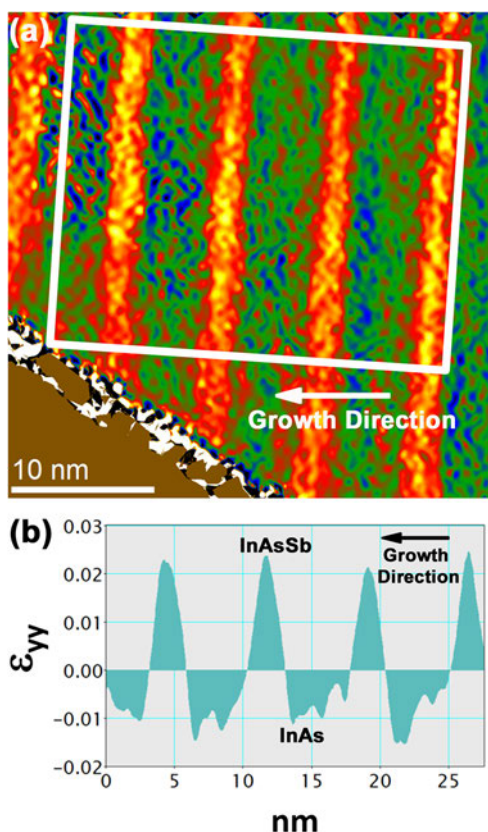 (a)
Growth Direction
10 nm
(b)
0.03
0.02
0.01
0.00
-0.01
-0.02
εyy
InAsSb
Growth
Direction
InAs
0 5 10 15 20 25
nm